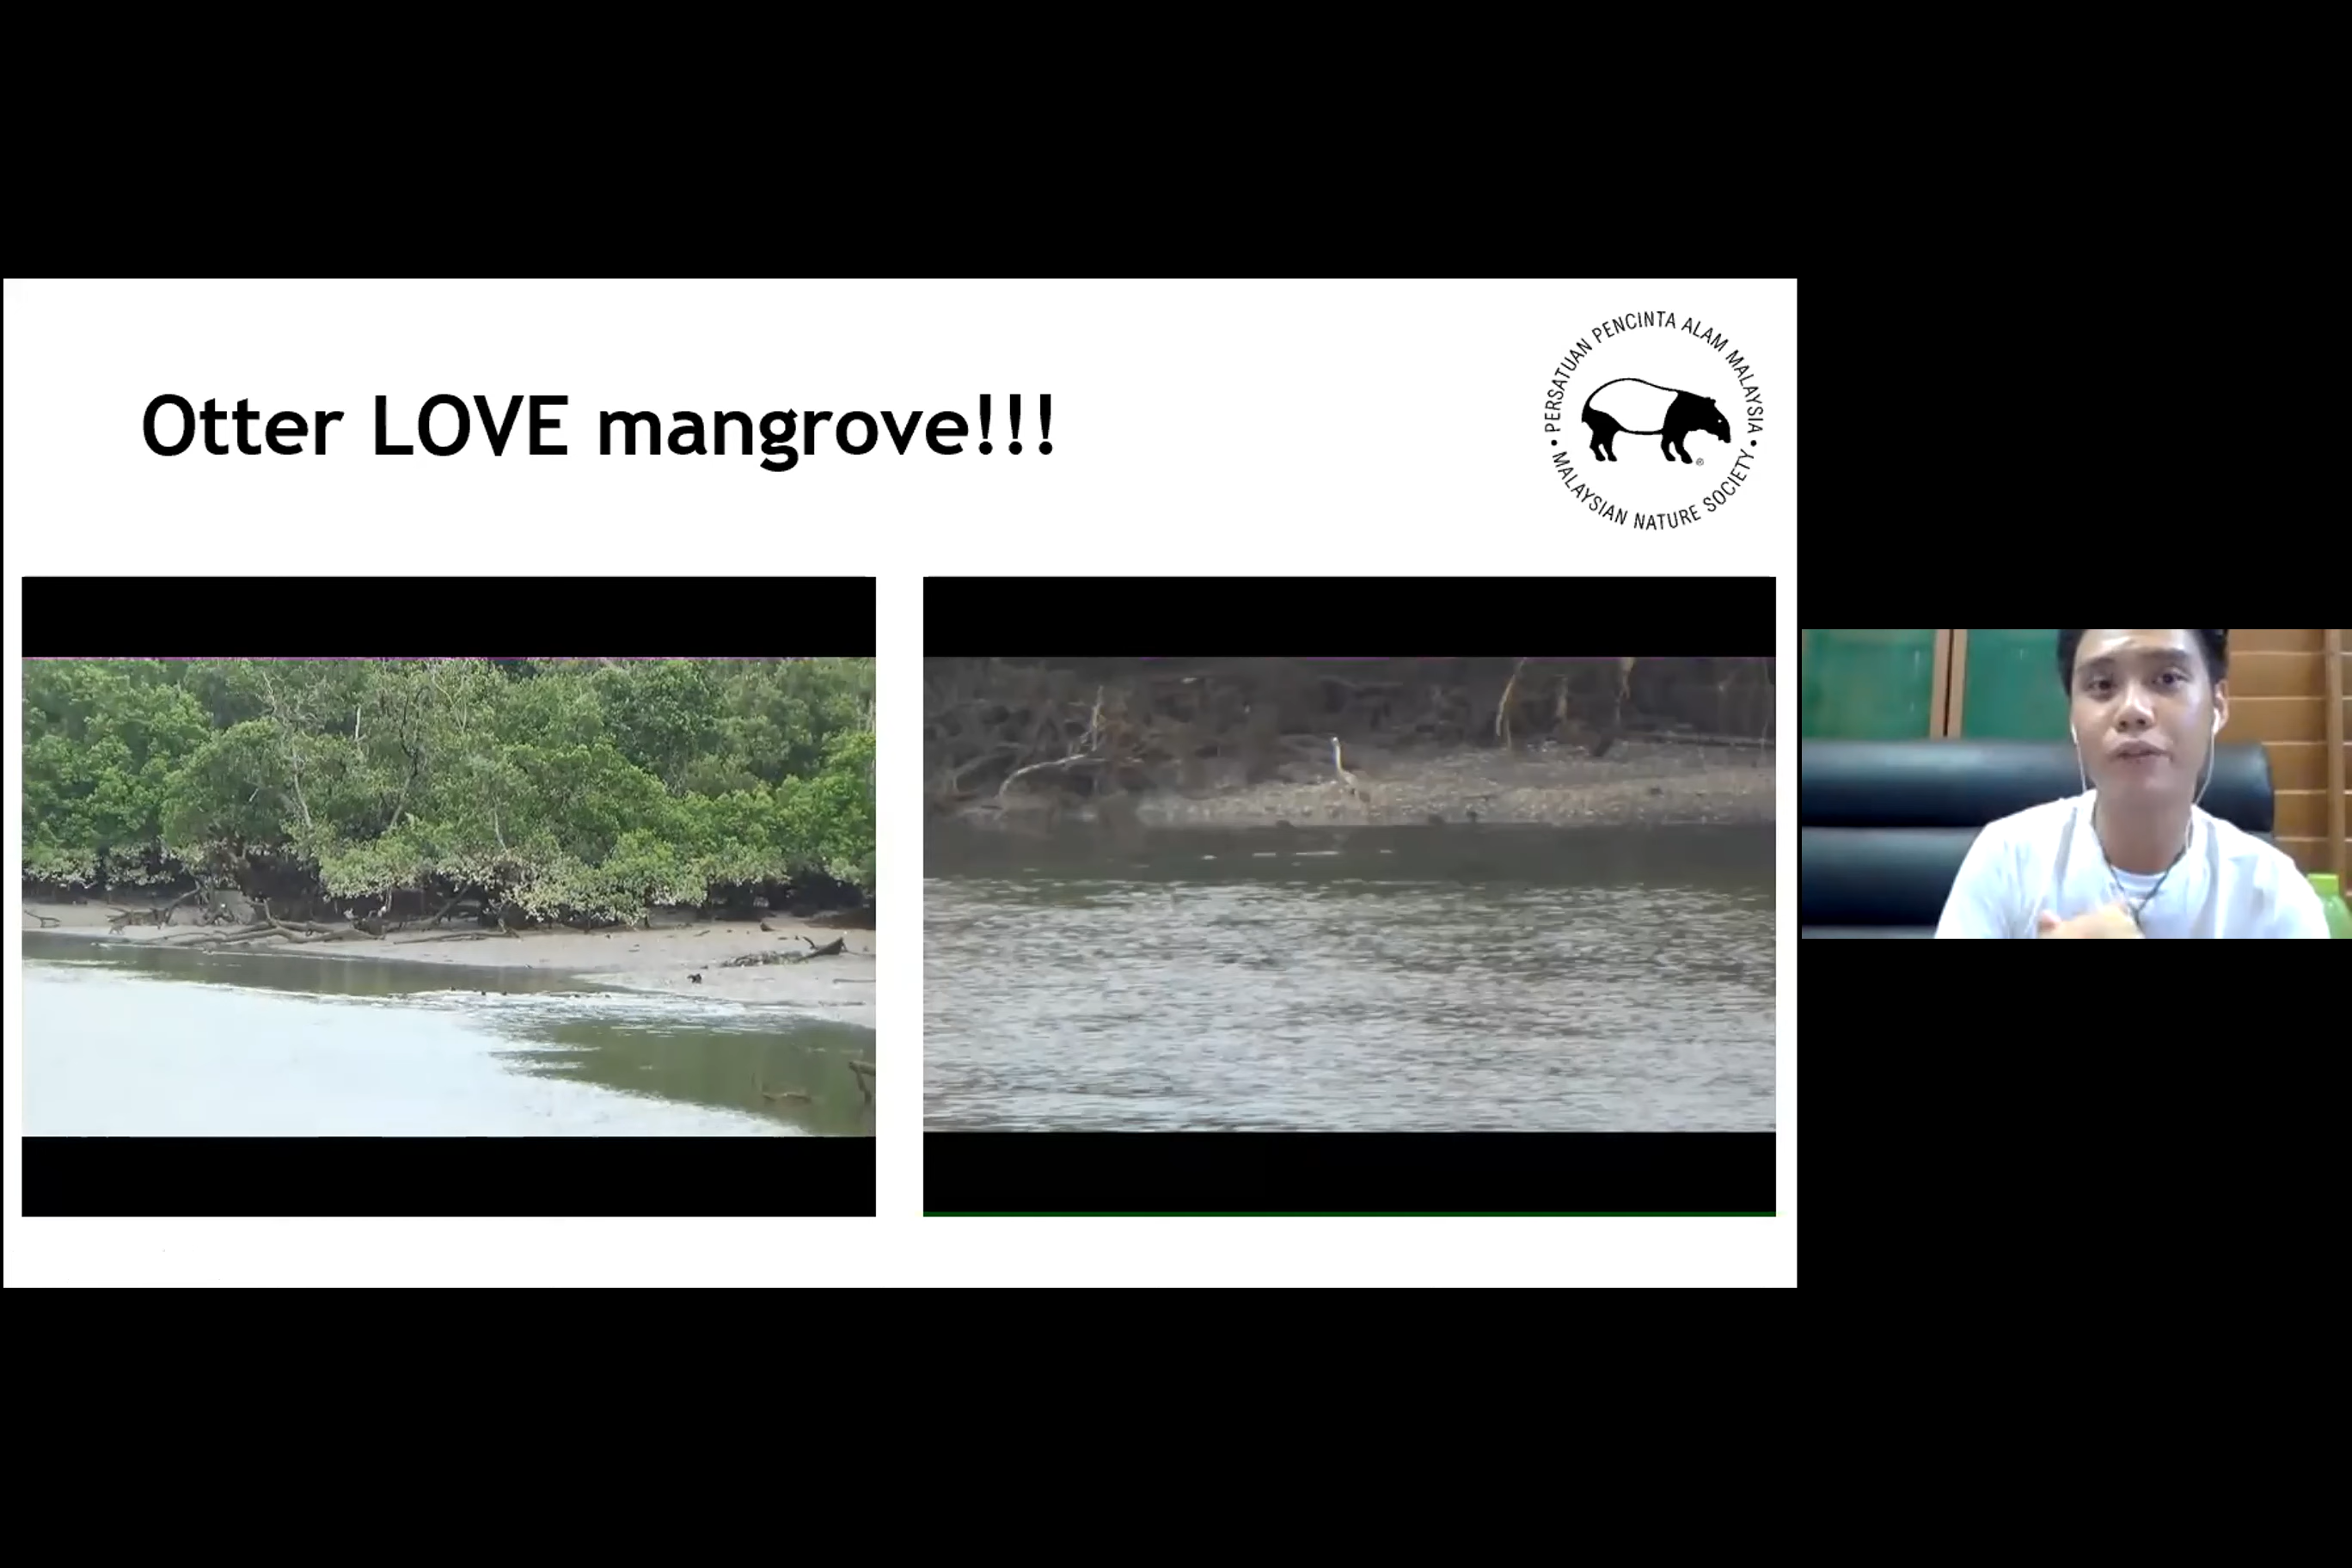 Otter LOVE mangrove!!!
• PERSATUAN PENCINTA ALAM MALAYSIA •
MALAYSIAN NATURE SOCIETY
®